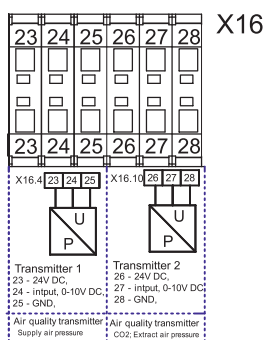 X16
23 24 25 26 27 28
23 24 25 26 27 28
X16.4 23 24 25 X16.10 26 27 28
U
P
U
P
Transmitter 1
23 - 24V DC,
24 - intput, 0-10V DC
25 - GND,
Transmitter 2
26 - 24V DC,
27 - intput, 0-10V DC
28 - GND,
Air quality transmitter
Supply air pressure
Air quality transmitter
CO2; Extract air pressure